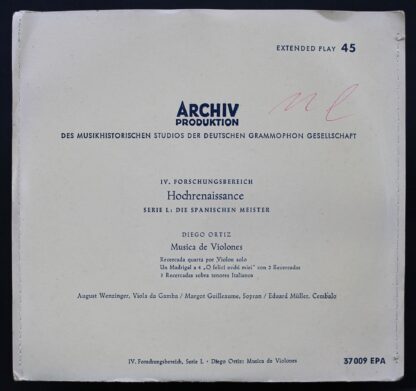 EXTENDED PLAY 45
ARCHIV
PRODUKTION
DES MUSIKHISTORISCHEN STUDIOS DER DEUTSCHEN GRAMMOPHON GESELLSCHAFT
IV. FORSCHUNGSBEREICH
Hochrenaissance
SERIE L: DIE SPANISCHEN MEISTER
DIEGO ORTIZ
Musica de Violones
Recercada quarta por Violon solo
Un Madrigal a 4 „O felici occhi miei" con 2 Recercadas
3 Recercadas sobra tenores Italianos
August Wenzinger, Viola da Gamba / Margot Guilleaume, Sopran / Eduard Müller, Cembalo
IV. Forschungsbereich, Serie L · Diego Ortiz: Musica de Violones
37009 EPA